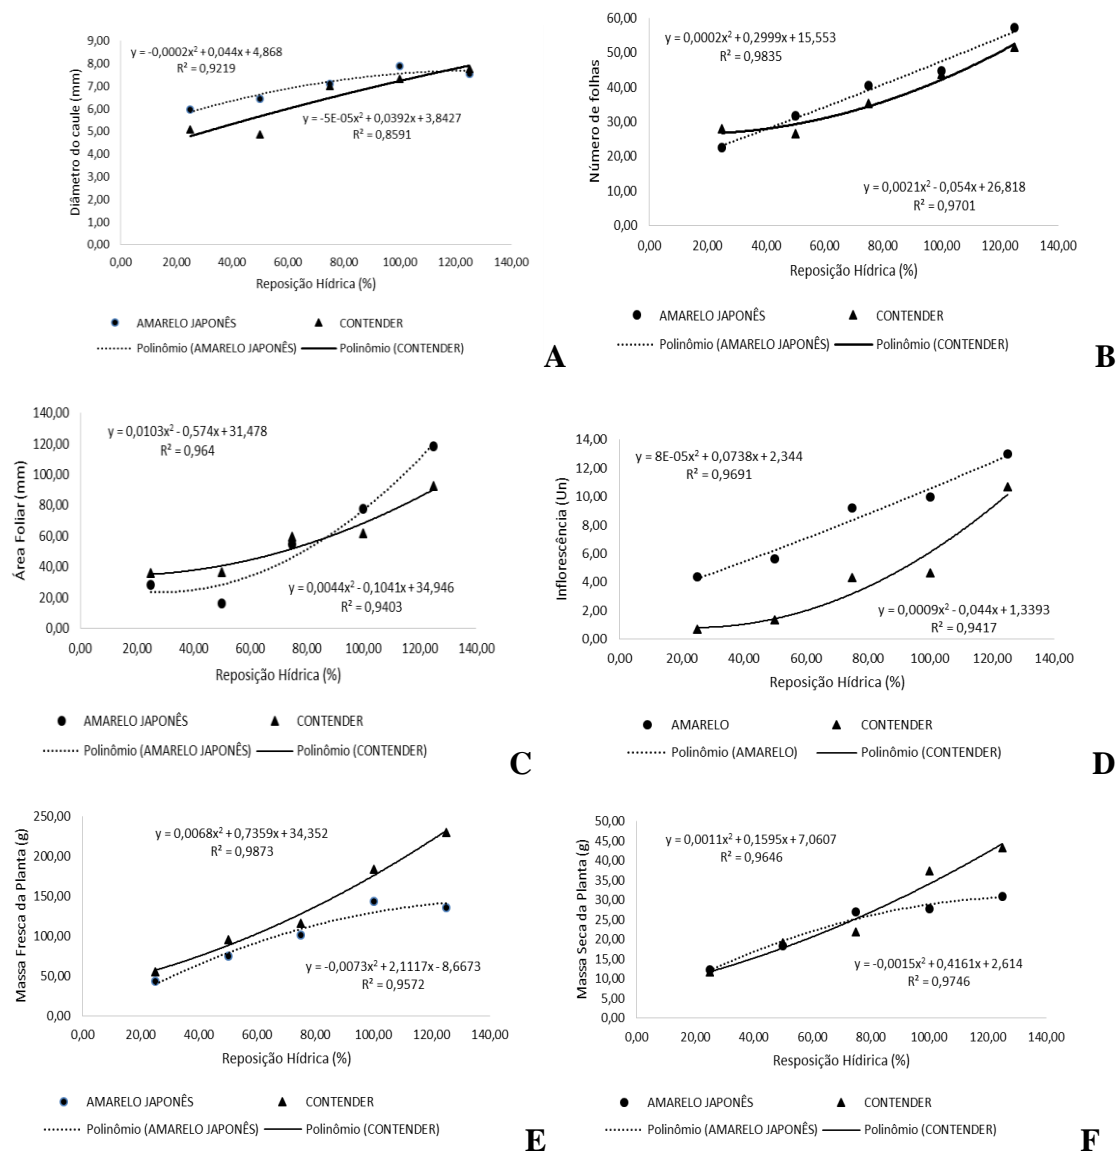 A
Diâmetro do caule (mm)
y = -0,0002x² + 0,044x + 4,868
R² = 0,9219
y = -5E-05x² + 0,0392x + 3,8427
R² = 0,8591
9,00
8,00
7,00
6,00
5,00
4,00
3,00
2,00
1,00
0,00
0,00 20,00 40,00 60,00 80,00 100,00 120,00 140,00
Reposição Hídrica (%)
AMARELO JAPONÊS CONTENDER
Polinômio (AMARELO JAPONÊS) Polinômio (CONTENDER)
B
Número de folhas
y = 0,0002x² + 0,2999x + 15,553
R² = 0,9835
y = 0,0021x² - 0,054x + 26,818
R² = 0,9701
60,00
50,00
40,00
30,00
20,00
10,00
0,00
0,00 20,00 40,00 60,00 80,00 100,00 120,00 140,00
Reposição Hídrica (%)
AMARELO JAPONÊS CONTENDER
Polinômio (AMARELO JAPONÊS) Polinômio (CONTENDER)
C
Área Foliar (mm)
y = 0,0103x² - 0,574x + 31,478
R² = 0,964
y = 0,0044x² - 0,1041x + 34,946
R² = 0,9403
140,00
120,00
100,00
80,00
60,00
40,00
20,00
0,00
0,00 20,00 40,00 60,00 80,00 100,00 120,00 140,00
Reposição Hídrica (%)
AMARELO JAPONÊS CONTENDER
Polinômio (AMARELO JAPONÊS) Polinômio (CONTENDER)
D
Inflorescência (Un)
y = 8E-05x² + 0,0738x + 2,344
R² = 0,9691
y = 0,0009x² - 0,044x + 1,3393
R² = 0,9417
14,00
12,00
10,00
8,00
6,00
4,00
2,00
0,00
0,00 20,00 40,00 60,00 80,00 100,00 120,00 140,00
Reposição Hídrica (%)
AMARELO CONTENDER
Polinômio (AMARELO) Polinômio (CONTENDER)
E
Massa Fresca da Planta (g)
y = 0,0068x² + 0,7359x + 34,352
R² = 0,9873
y = -0,0073x² + 2,1117x - 8,6673
R² = 0,9572
250,00
200,00
150,00
100,00
50,00
0,00
0,00 20,00 40,00 60,00 80,00 100,00 120,00 140,00
Reposição Hídrica (%)
AMARELO JAPONÊS CONTENDER
Polinômio (AMARELO JAPONÊS) Polinômio (CONTENDER)
F
Massa Seca da Planta (g)
y = 0,0011x² + 0,1595x + 7,0607
R² = 0,9646
y = -0,0015x² + 0,4161x + 2,614
R² = 0,9746
50,00
45,00
40,00
35,00
30,00
25,00
20,00
15,00
10,00
5,00
0,00
0,00 20,00 40,00 60,00 80,00 100,00 120,00 140,00
Resposição Hídirica (%)
AMARELO JAPONÊS CONTENDER
Polinômio (AMARELO JAPONÊS) Polinômio (CONTENDER)